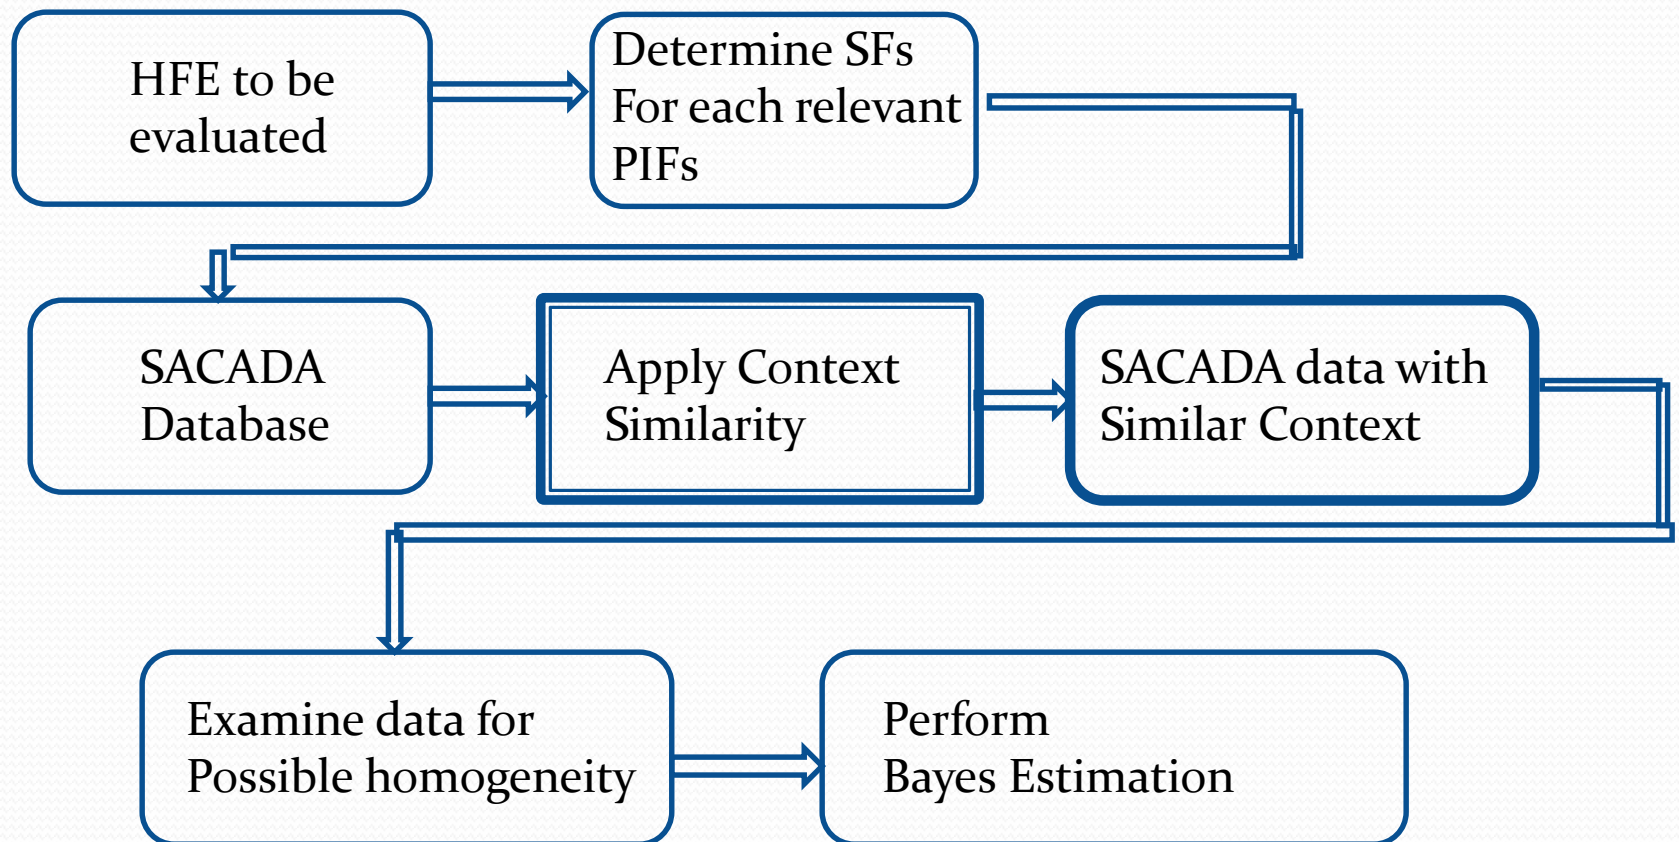 HFE to be
evaluated
Determine SFs
For each relevant
PIFs
SACADA
Database
Apply Context
Similarity
SACADA data with
Similar Context
Examine data for
Possible homogeneity
Perform
Bayes Estimation